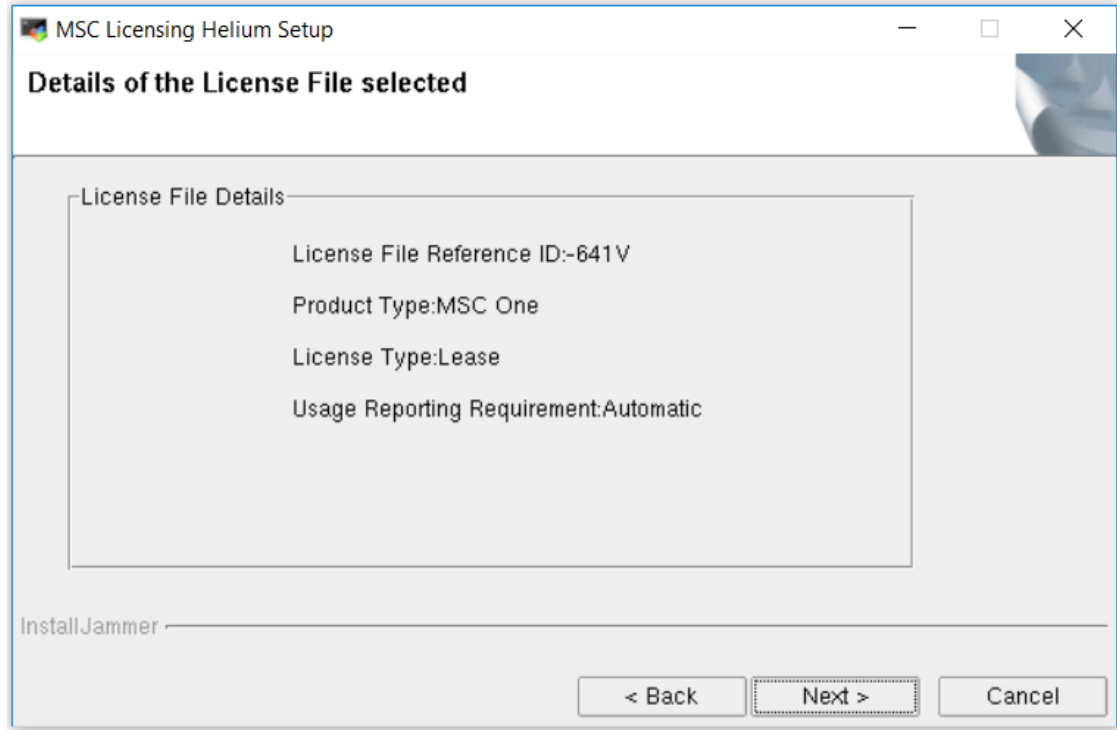 MSC Licensing Helium Setup
Details of the License File selected
License File Details
License File Reference ID:-641V
Product Type:MSC One
License Type:Lease
Usage Reporting Requirement:Automatic
InstallJammer
< Back Next > Cancel